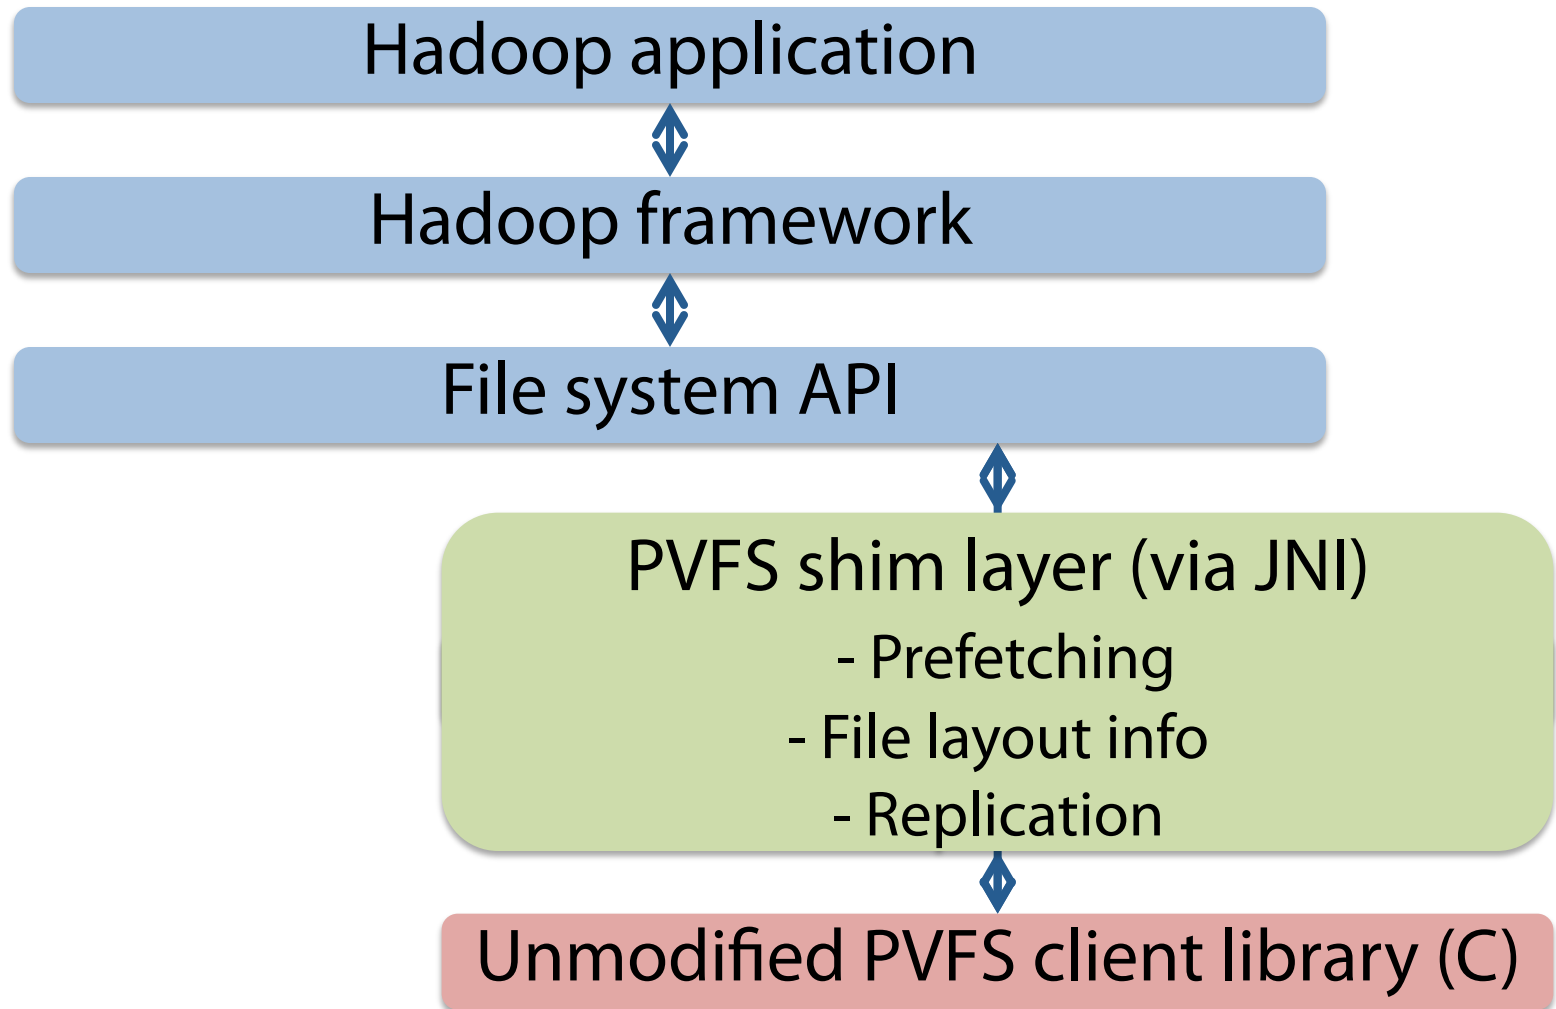 Hadoop application
Hadoop framework
File system API
PVFS shim layer (via JNI)
- Prefetching
- File layout info
- Replication
Unmodified PVFS client library (C)